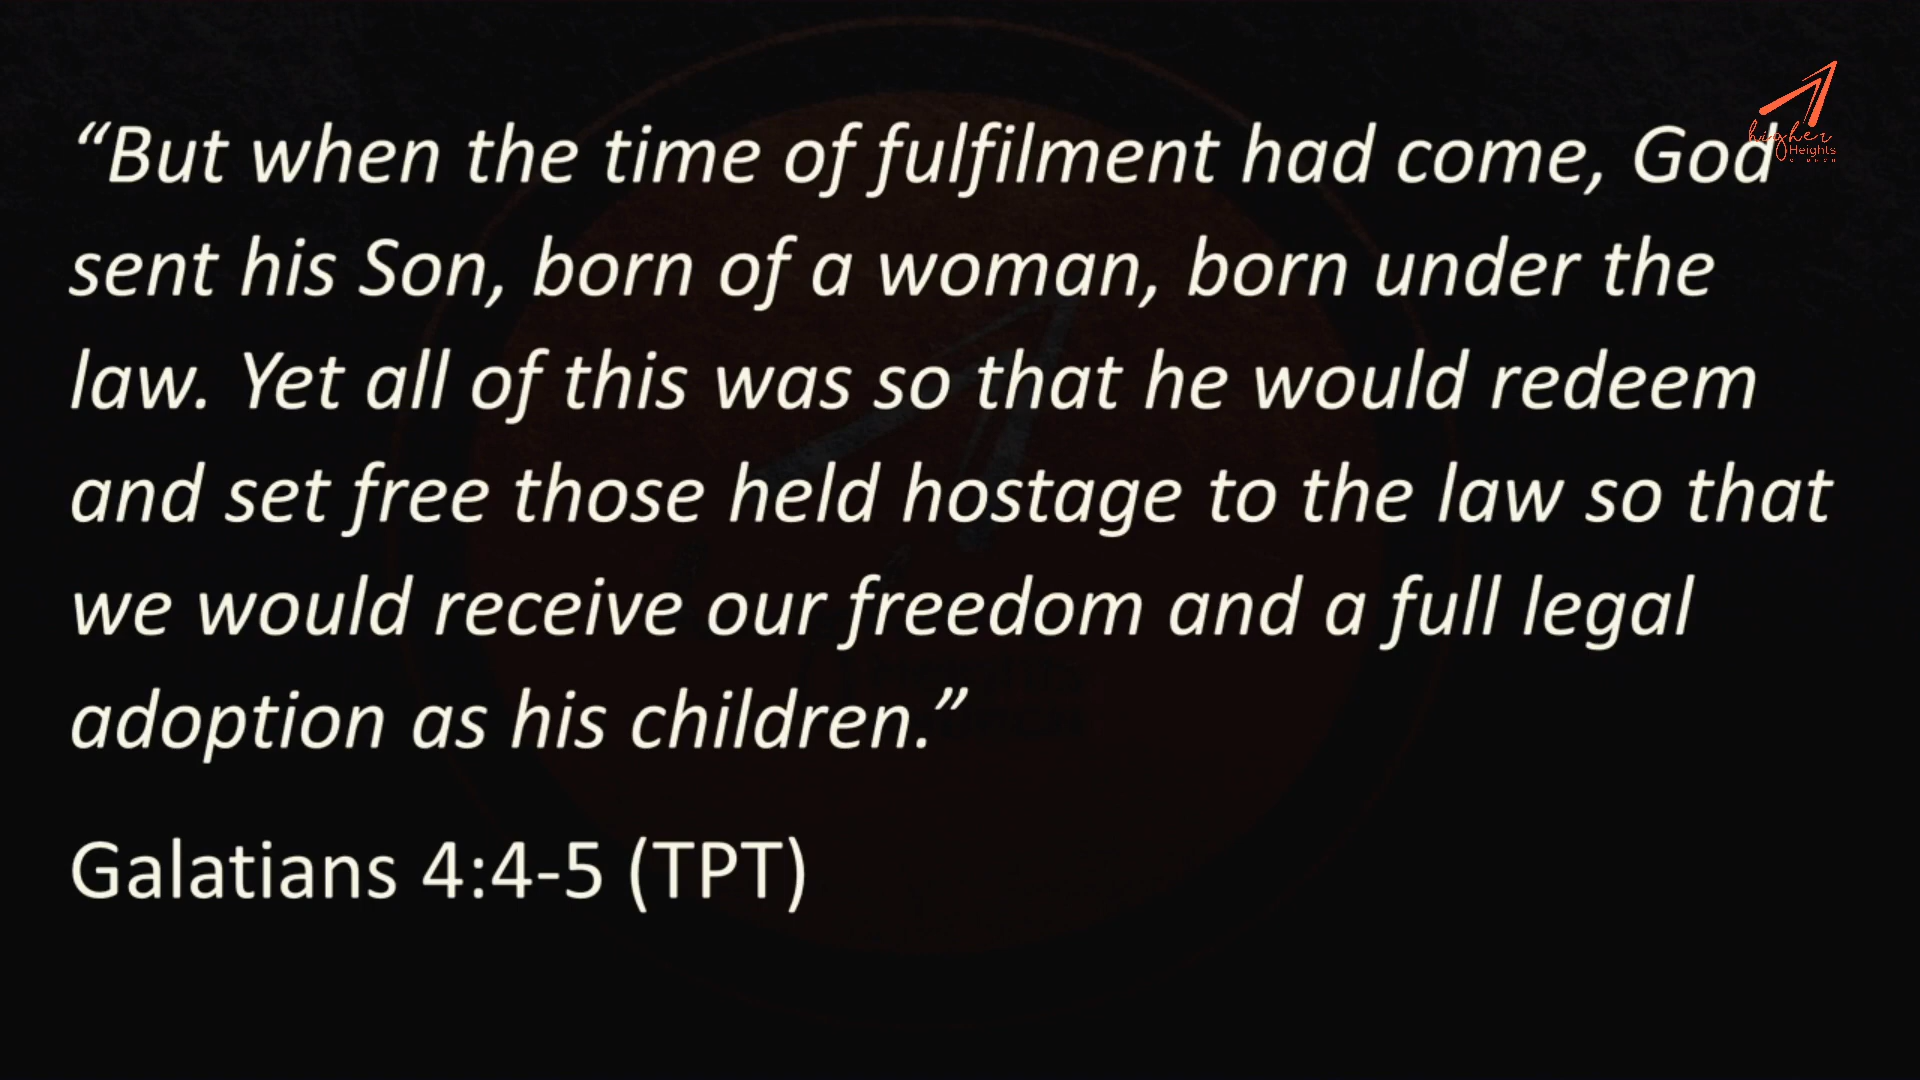 “But when the time of fulfilment had come, God
sent his Son, born of a woman, born under the
law. Yet all of this was so that he would redeem
and set free those held hostage to the law so that
we would receive our freedom and a full legal
adoption as his children.”
Galatians 4:4-5 (TPT)
higher
Heights
CHURCH